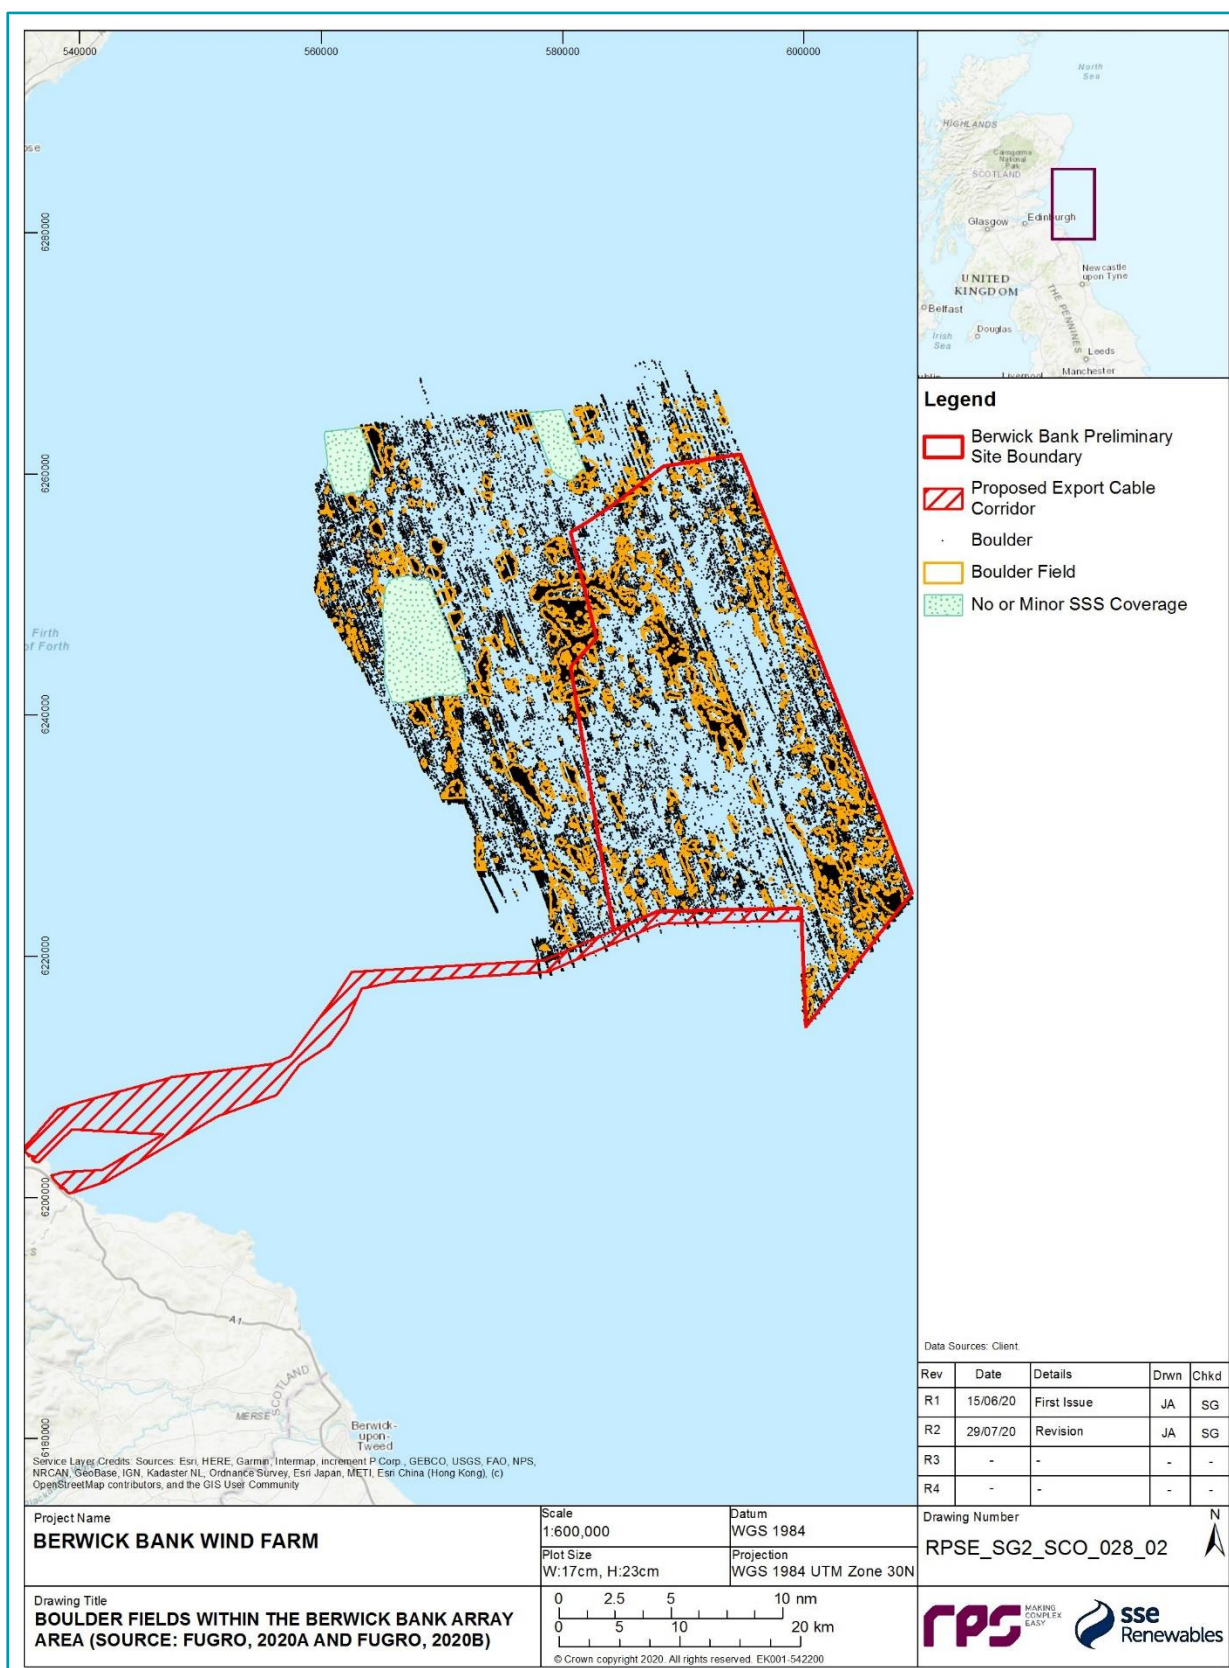 540000
560000
580000
600000
6280000
6260000
6240000
6220000
6200000
6180000
Firth
of Forth
A1
SCOTLAND
MERSE
Berwick-
upon-
Tweed
Service Layer Credits: Sources: Esri, HERE, Garmin, Intermap, increment P Corp., GEBCO, USGS, FAO, NPS,
NRCAN, GeoBase, IGN, Kadaster NL, Ordnance Survey, Esri Japan, METI, Esri China (Hong Kong), (c)
OpenStreetMap contributors, and the GIS User Community
North
Sea
HIGHLANDS
Cairngorms
National
Park
SCOTLAND
Glasgow
Edinburgh
UNITED
KINGDOM
Newcastle
upon Tyne
THE PENNINES
Belfast
Douglas
Irish
Sea
Leeds
Manchester
Liverpool
Legend
Berwick Bank Preliminary
Site Boundary
Proposed Export Cable
Corridor
Boulder
Boulder Field
No or Minor SSS Coverage
Data Sources: Client.
Rev Date Details Drwn Chkd
R1 15/06/20 First Issue JA SG
R2 29/07/20 Revision JA SG
R3 - - - -
R4 - - - -
Project Name
BERWICK BANK WIND FARM
Scale
1:600,000
Datum
WGS 1984
Plot Size
W:17cm, H:23cm
Projection
WGS 1984 UTM Zone 30N
Drawing Number
RPSE_SG2_SCO_028_02
N
Drawing Title
BOULDER FIELDS WITHIN THE BERWICK BANK ARRAY
AREA (SOURCE: FUGRO, 2020A AND FUGRO, 2020B)
0 2.5 5 10 nm
0 5 10 20 km
© Crown copyright 2020. All rights reserved. EK001-542200
rps MAKING
COMPLEX
EASY
sse
Renewables